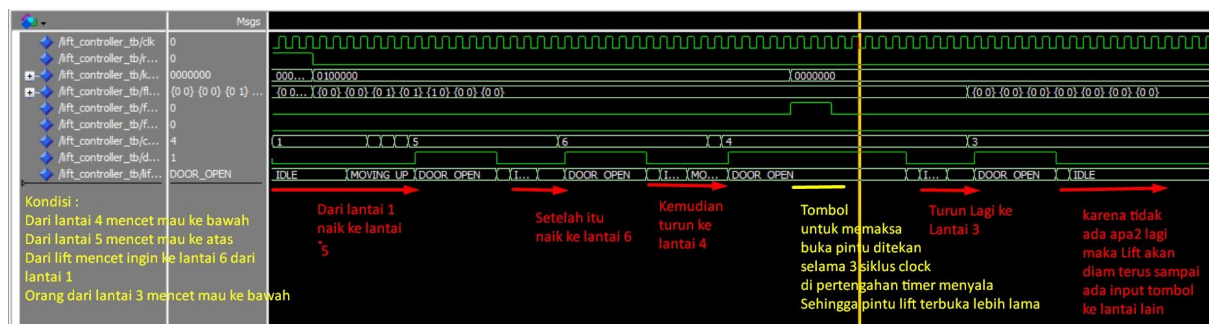 Msgs
/lift_controller_tb/clk 0
/lift_controller_tb/r... 0
/lift_controller_tb/k... 0000000 000... 0100000 0000000
/lift_controller_tb/fl... {0 0} {0 0} {0 1} ... {0 0... {0 0} {0 0} {0 1} {0 1} {1 0} {0 0} {0 0} {0 0} {0 0} {0 0} {0 0} {0 0} {0 0} {0 0}
/lift_controller_tb/f... 0
/lift_controller_tb/f... 0
/lift_controller_tb/c... 4 1 5 6 4 3
/lift_controller_tb/d... 1
/lift_controller_tb/lif... DOOR_OPEN IDLE MOVING_UP DOOR_OPEN I... DOOR_OPEN I... MO... DOOR_OPEN I... DOOR_OPEN IDLE
Kondisi :
Dari lantai 4 mencet mau ke bawah
Dari lantai 5 mencet mau ke atas
Dari lift mencet ingin ke lantai 6 dari
lantai 1
Orang dari lantai 3 mencet mau ke bawah
Dari lantai 1
naik ke lantai
5
Setelah itu
naik ke lantai 6
Kemudian
turun ke
lantai 4
Tombol
untuk memaksa
buka pintu ditekan
selama 3 siklus clock
di pertengahan timer menyala
Sehingga pintu lift terbuka lebih lama
Turun Lagi ke
Lantai 3
karena tidak
ada apa2 lagi
maka Lift akan
diam terus sampai
ada input tombol
ke lantai lain